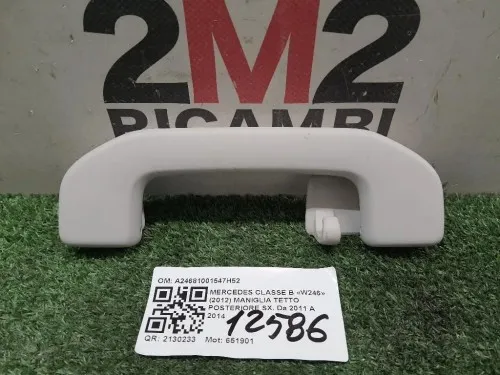 2M2
RICAMBI
OM: A24681001547H52
MERCEDES CLASSE B «W246»
(2012) MANIGLIA TETTO
POSTERIORE SX. Da 2011 A
2014
12586
QR: 2130233 Mot: 651901